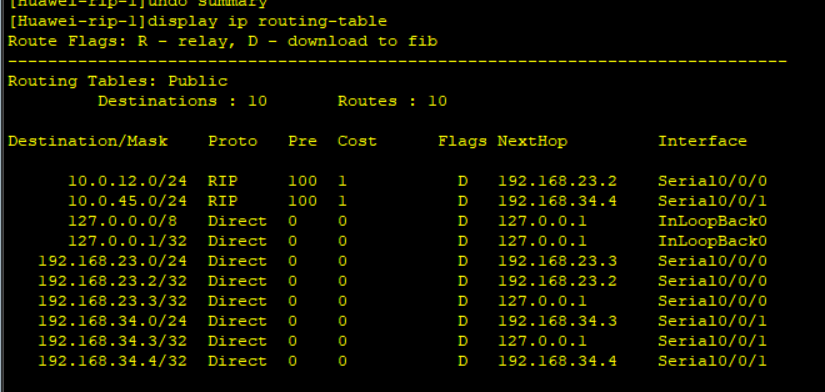 [Huawei-rip-1]undo summary
[Huawei-rip-1]display ip routing-table
Route Flags: R - relay, D - download to fib
------------------------------------------------------------------------------
Routing Tables: Public
         Destinations : 10       Routes : 10

Destination/Mask    Proto   Pre  Cost      Flags NextHop         Interface

      10.0.12.0/24  RIP     100  1           D   192.168.23.2    Serial0/0/0
      10.0.45.0/24  RIP     100  1           D   192.168.34.4    Serial0/0/1
      127.0.0.0/8   Direct  0    0           D   127.0.0.1       InLoopBack0
      127.0.0.1/32  Direct  0    0           D   127.0.0.1       InLoopBack0
   192.168.23.0/24  Direct  0    0           D   192.168.23.3    Serial0/0/0
   192.168.23.2/32  Direct  0    0           D   192.168.23.2    Serial0/0/0
   192.168.23.3/32  Direct  0    0           D   127.0.0.1       Serial0/0/0
   192.168.34.0/24  Direct  0    0           D   192.168.34.3    Serial0/0/1
   192.168.34.3/32  Direct  0    0           D   127.0.0.1       Serial0/0/1
   192.168.34.4/32  Direct  0    0           D   192.168.34.4    Serial0/0/1